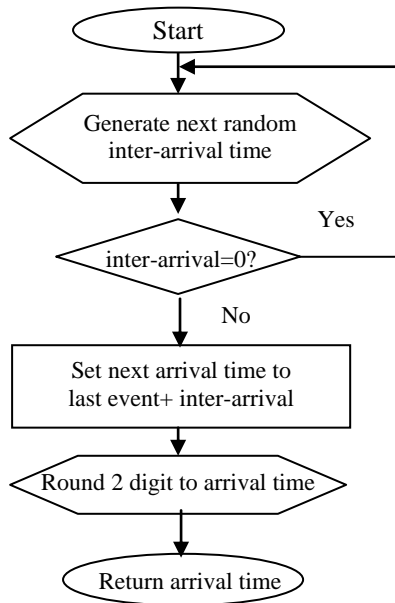 Start
Generate next random
inter-arrival time
Yes
inter-arrival=0?
No
Set next arrival time to
last event+ inter-arrival
Round 2 digit to arrival time
Return arrival time